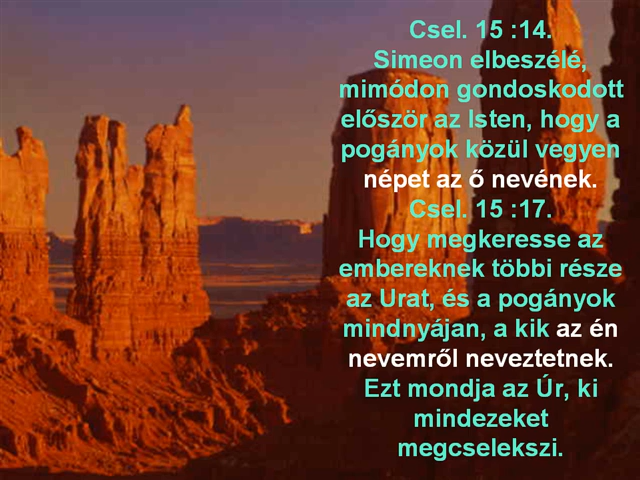 Csel. 15 :14.
Simeon elbeszélé,
mimódon gondoskodott
először az Isten, hogy a
pogányok közül vegyen
népet az ő nevének.
Csel. 15 :17.
Hogy megkeresse az
embereknek többi része
az Urat, és a pogányok
mindnyájan, a kik az én
nevemről neveztetnek.
Ezt mondja az Úr, ki
mindezeket
megcselekszi.